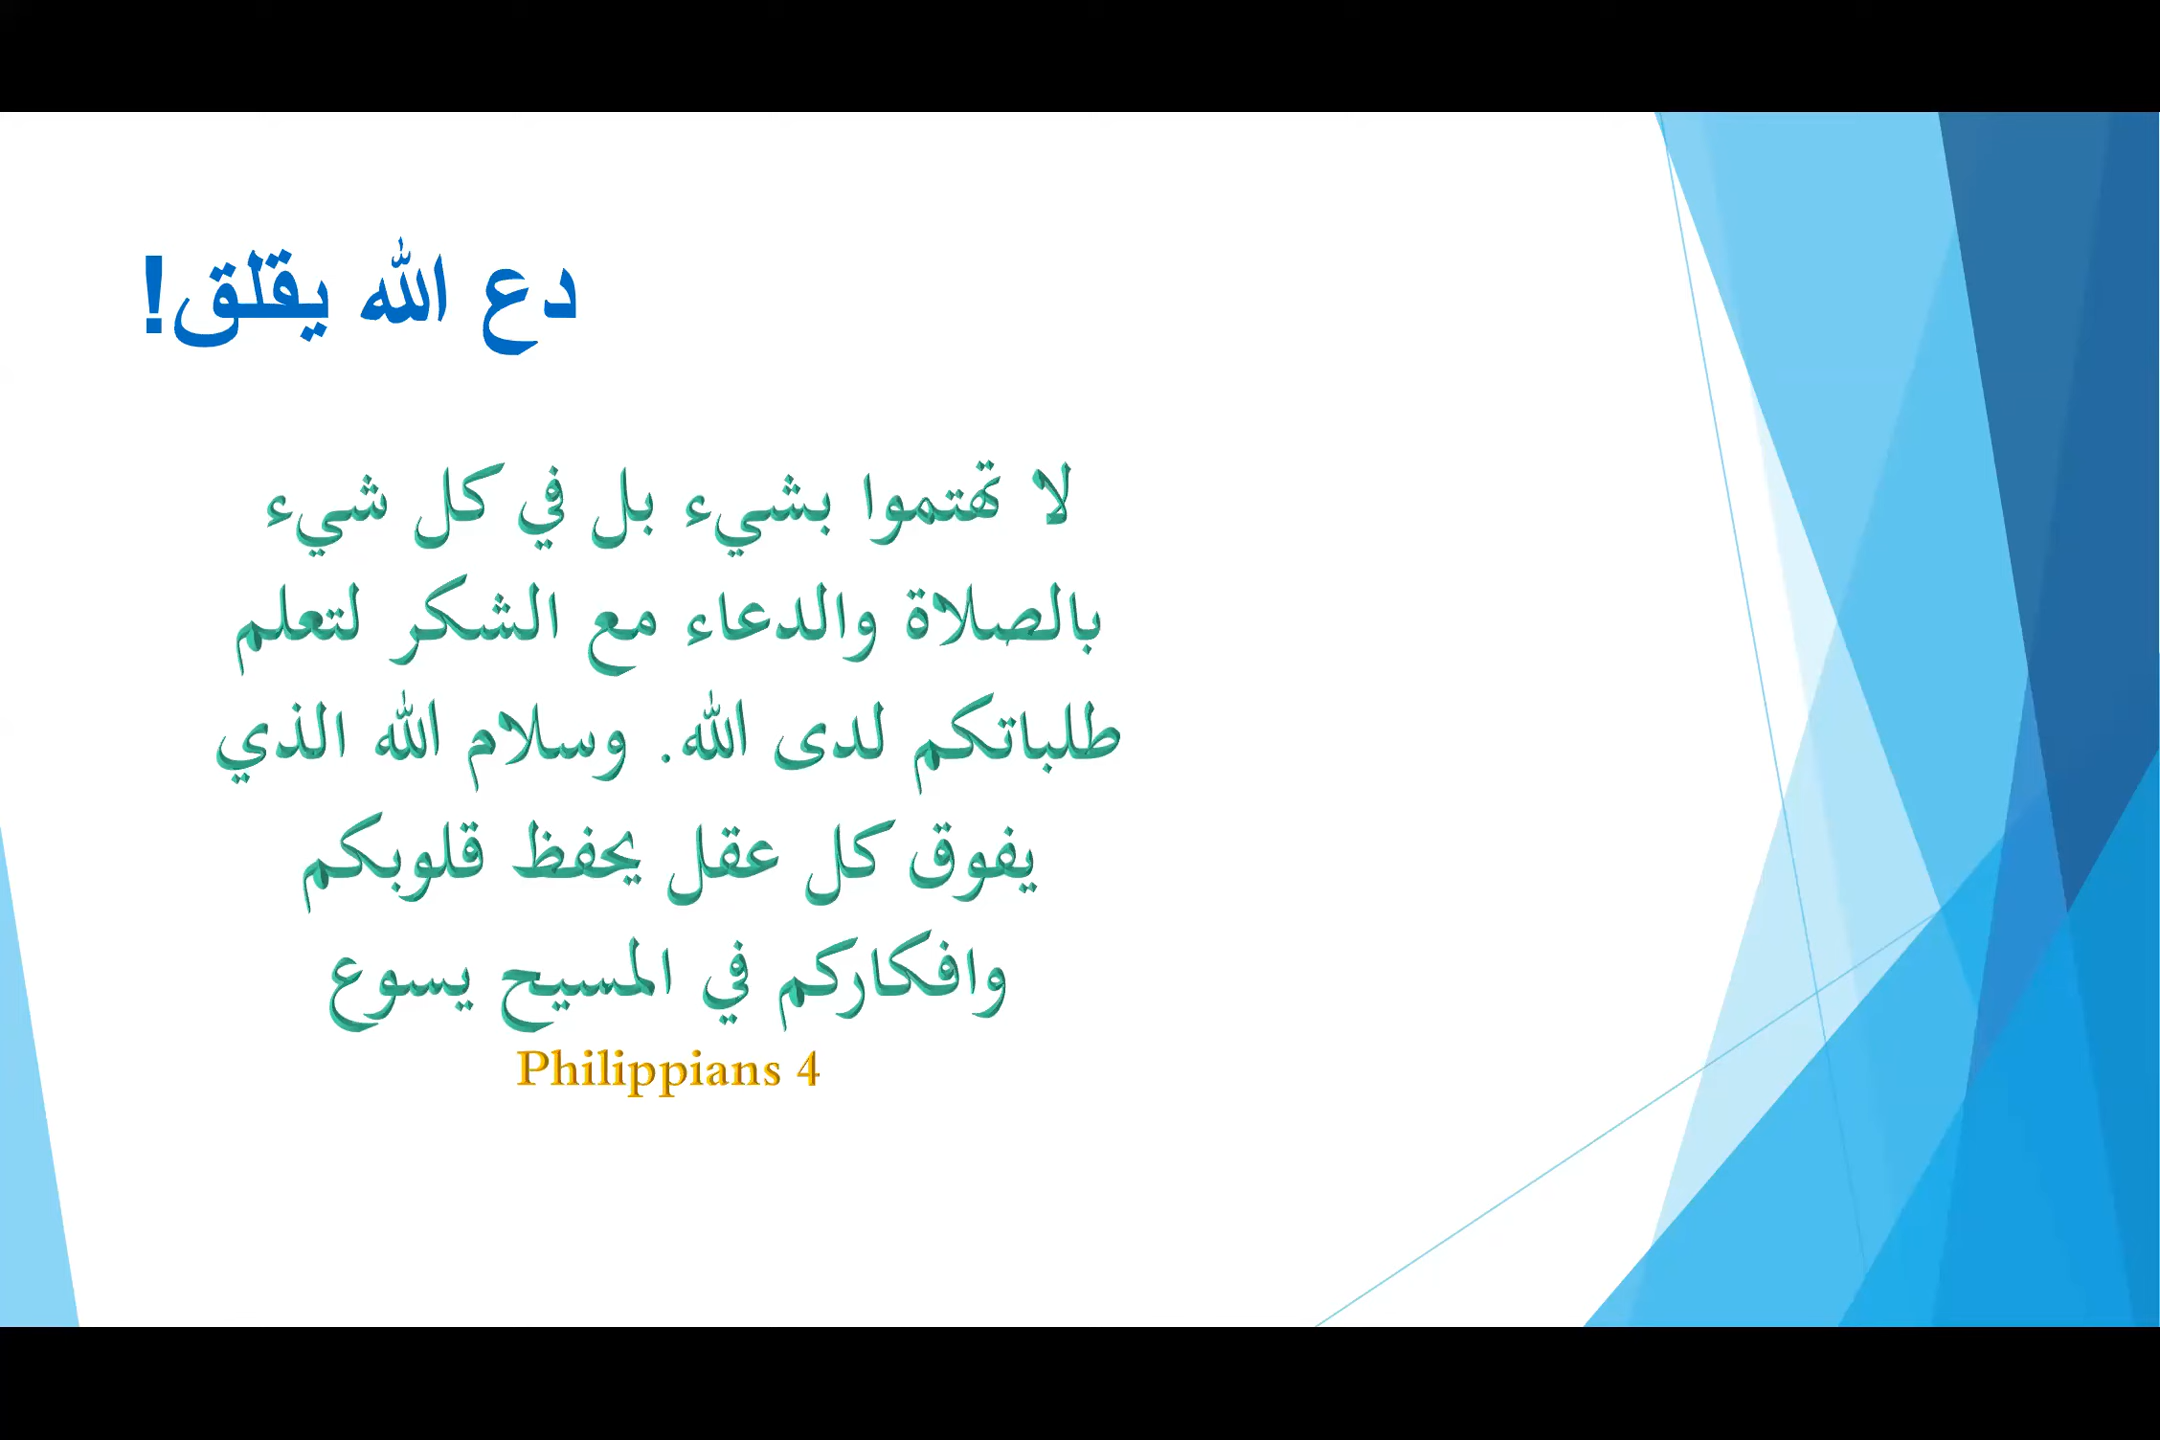 دع الله يقلق!
لا تهتموا بشيء بل في كل شيء
بالصلاة والدعاء مع الشكر لتعلم
طلباتكم لدى الله. وسلام الله الذي
يفوق كل عقل يحفظ قلوبكم
وافكاركم في المسيح يسوع
Philippians 4